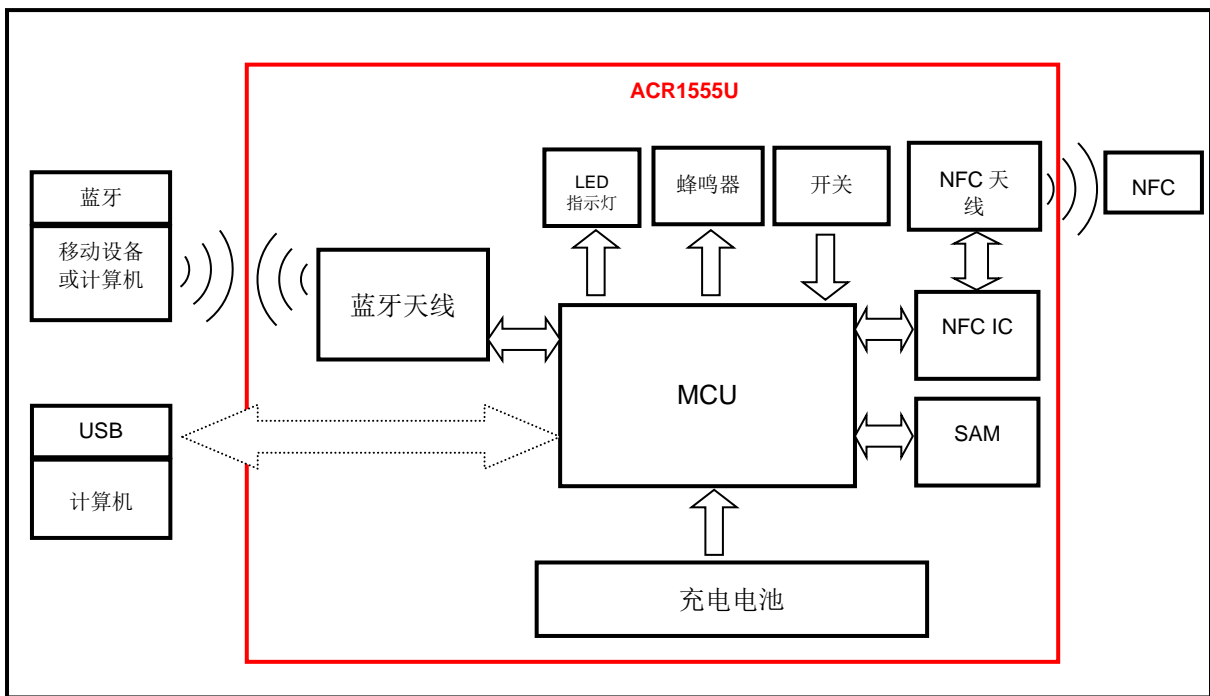 ACR1555U
LED
指示灯
蜂鸣器
开关
NFC 天
线
NFC
蓝牙
移动设备
或计算机
蓝牙天线
NFC IC
MCU
USB
计算机
SAM
充电电池